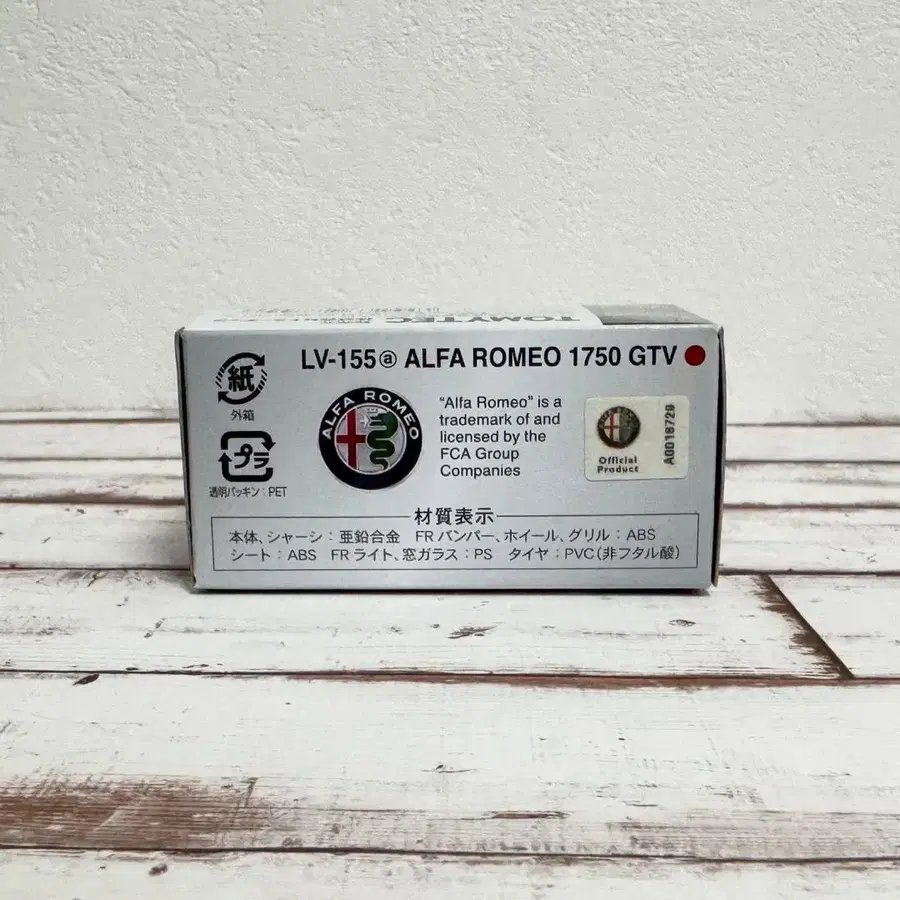 TOMYTEC
LV-155ⓐ ALFA ROMEO 1750 GTV
紙
外箱
プラ
透明パッキン：PET
ALFA ROMEO
"Alfa Romeo" is a
trademark of and
licensed by the
FCA Group
Companies
Official
Product
A0018729
材質表示
本体、シャーシ：亜鉛合金　FRバンパー、ホイール、グリル：ABS
シート：ABS　FRライト、窓ガラス：PS　タイヤ：PVC（非フタル酸）